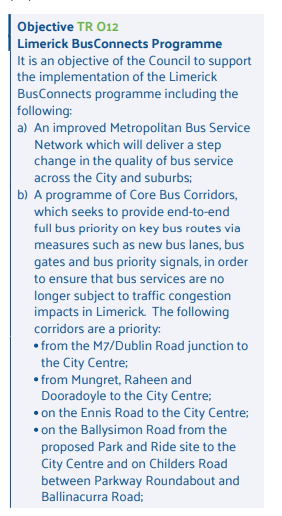 Objective TR O12
Limerick BusConnects Programme
It is an objective of the Council to support
the implementation of the Limerick
BusConnects programme including the
following:
a) An improved Metropolitan Bus Service
Network which will deliver a step
change in the quality of bus service
across the City and suburbs;
b) A programme of Core Bus Corridors,
which seeks to provide end-to-end
full bus priority on key bus routes via
measures such as new bus lanes, bus
gates and bus priority signals, in order
to ensure that bus services are no
longer subject to traffic congestion
impacts in Limerick. The following
corridors are a priority:
• from the M7/Dublin Road junction to
the City Centre;
• from Mungret, Raheen and
Dooradoyle to the City Centre;
• on the Ennis Road to the City Centre;
• on the Ballysimon Road from the
proposed Park and Ride site to the
City Centre and on Childers Road
between Parkway Roundabout and
Ballinacurra Road;